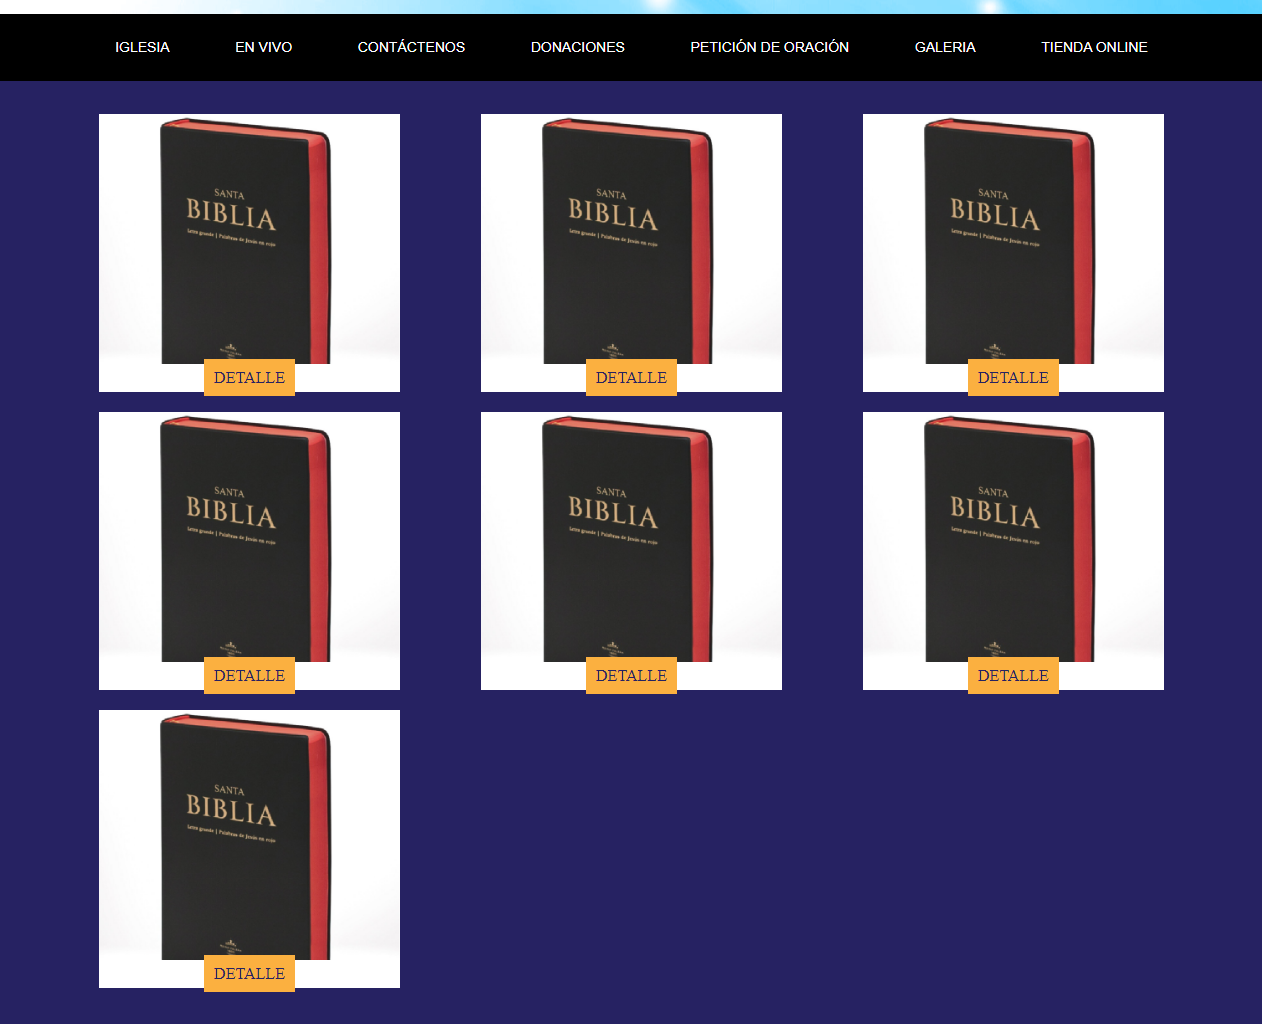 IGLESIA EN VIVO CONTÁCTENOS DONACIONES PETICIÓN DE ORACIÓN GALERIA TIENDA ONLINE
SANTA
BIBLIA
Letra grande | Palabras de Jesús en rojo
DETALLE
SANTA
BIBLIA
Letra grande | Palabras de Jesús en rojo
DETALLE
SANTA
BIBLIA
Letra grande | Palabras de Jesús en rojo
DETALLE
SANTA
BIBLIA
Letra grande | Palabras de Jesús en rojo
DETALLE
SANTA
BIBLIA
Letra grande | Palabras de Jesús en rojo
DETALLE
SANTA
BIBLIA
Letra grande | Palabras de Jesús en rojo
DETALLE
SANTA
BIBLIA
Letra grande | Palabras de Jesús en rojo
DETALLE